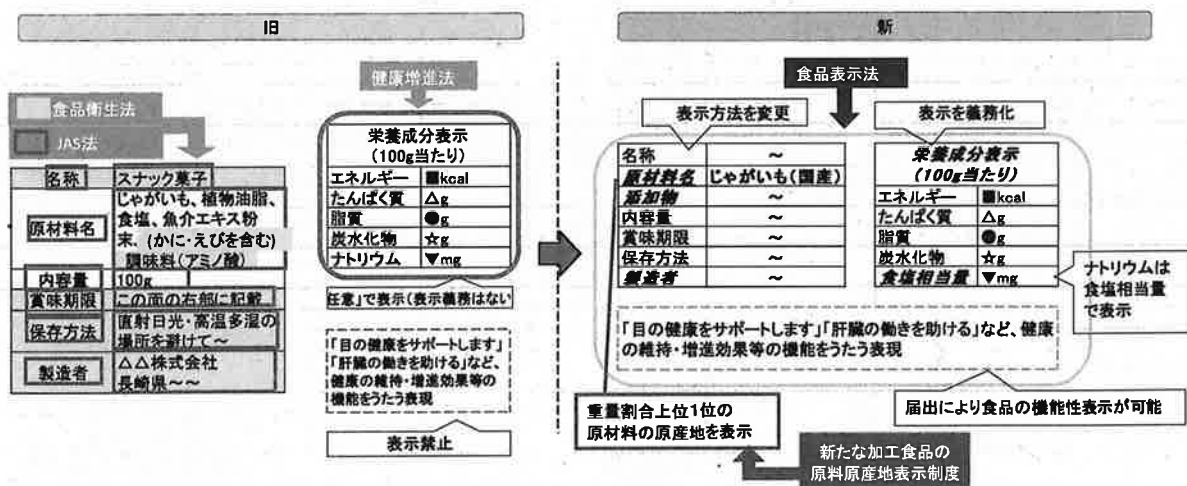 旧
健康増進法
食品衛生法
JAS法
名称 スナック菓子
原材料名 じゃがいも、植物油脂、
食塩、魚介エキス粉
末、(かに・えびを含む)
調味料(アミノ酸)
内容量 100g
賞味期限 この面の右部に記載
保存方法 直射日光・高温多湿の
場所を避けて～
製造者 △△株式会社
長崎県～～
栄養成分表示
(100g当たり)
エネルギー ■kcal
たんぱく質 △g
脂質 ●g
炭水化物 ☆g
ナトリウム ▼mg
任意」で表示(表示義務はない
「目の健康をサポートします」
「肝臓の働きを助ける」など、
健康の維持・増進効果等の
機能をうたう表現
表示禁止
新
食品表示法
表示方法を変更
表示を義務化
名称 ～
原材料名 じゃがいも(国産)
添加物 ～
内容量 ～
賞味期限 ～
保存方法 ～
製造者 ～
栄養成分表示
(100g当たり)
エネルギー ■kcal
たんぱく質 △g
脂質 ●g
炭水化物 ☆g
食塩相当量 ▼mg
ナトリウムは
食塩相当量
で表示
「目の健康をサポートします」「肝臓の働きを助ける」など、健康
の維持・増進効果等の機能をうたう表現
届出により食品の機能性表示が可能
重量割合上位1位の
原材料の原産地を表示
新たな加工食品の
原料原産地表示制度